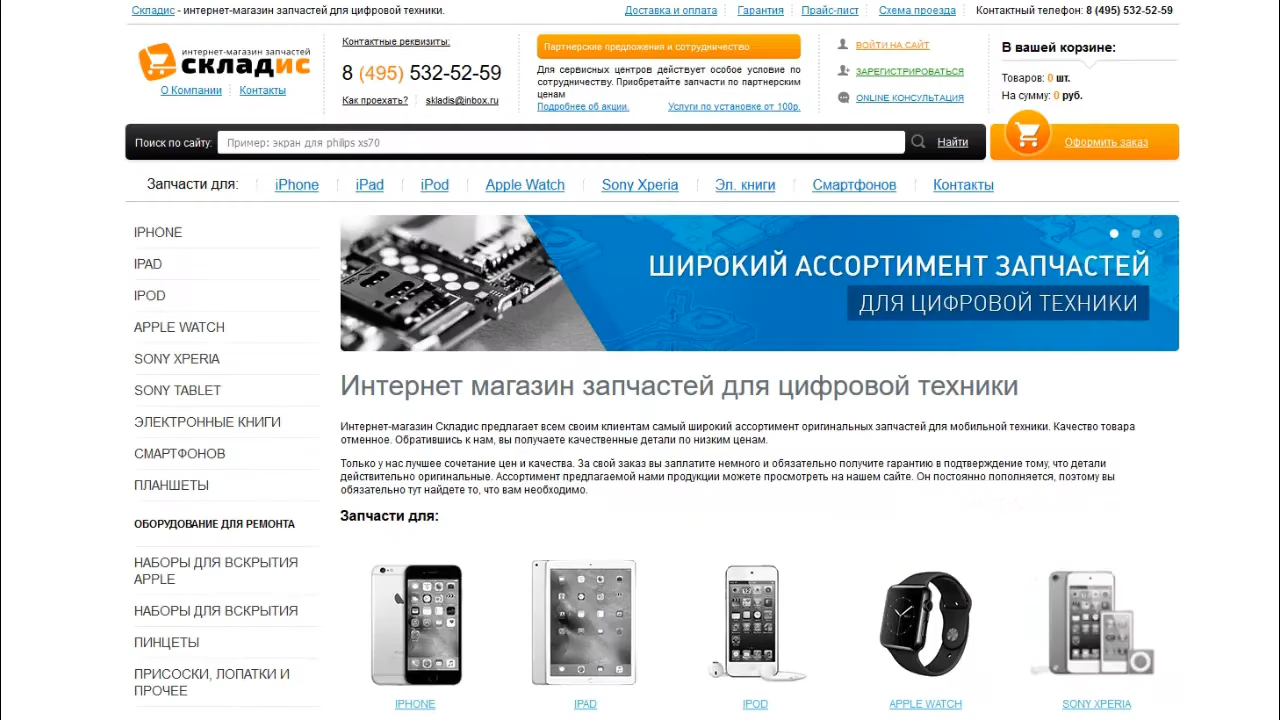 Складис - интернет-магазин запчастей для цифровой техники.
Доставка и оплата
Гарантия
Прайс-лист
Схема проезда
Контактный телефон: 8 (495) 532-52-59
интернет-магазин запчастей
складис
О Компании
Контакты
Контактные реквизиты:
8 (495) 532-52-59
Как проехать?
skladis@inbox.ru
Партнерские предложения и сотрудничество
Для сервисных центров действует особое условие по
сотрудничеству. Приобретайте запчасти по партнерским
ценам
Подробнее об акции.
Услуги по установке от 100р.
ВОЙТИ НА САЙТ
ЗАРЕГИСТРИРОВАТЬСЯ
ONLINE КОНСУЛЬТАЦИЯ
В вашей корзине:
Товаров: 0 шт.
На сумму: 0 руб.
Поиск по сайту:
Пример: экран для philips xs70
Найти
Оформить заказ
Запчасти для:
iPhone
iPad
iPod
Apple Watch
Sony Xperia
Эл. книги
Смартфонов
Контакты
IPHONE
IPAD
IPOD
APPLE WATCH
SONY XPERIA
SONY TABLET
ЭЛЕКТРОННЫЕ КНИГИ
СМАРТФОНОВ
ПЛАНШЕТЫ
ОБОРУДОВАНИЕ ДЛЯ РЕМОНТА
НАБОРЫ ДЛЯ ВСКРЫТИЯ
APPLE
НАБОРЫ ДЛЯ ВСКРЫТИЯ
ПИНЦЕТЫ
ПРИСОСКИ, ЛОПАТКИ И
ПРОЧЕЕ
ШИРОКИЙ АССОРТИМЕНТ ЗАПЧАСТЕЙ
ДЛЯ ЦИФРОВОЙ ТЕХНИКИ
Интернет магазин запчастей для цифровой техники
Интернет-магазин Складис предлагает всем своим клиентам самый широкий ассортимент оригинальных запчастей для мобильной техники. Качество товара
отменное. Обратившись к нам, вы получаете качественные детали по низким ценам.
Только у нас лучшее сочетание цен и качества. За свой заказ вы заплатите немного и обязательно получите гарантию в подтверждение тому, что детали
действительно оригинальные. Ассортимент предлагаемой нами продукции можете просмотреть на нашем сайте. Он постоянно пополняется, поэтому вы
обязательно тут найдете то, что вам необходимо.
Запчасти для:
IPHONE
IPAD
IPOD
APPLE WATCH
SONY XPERIA